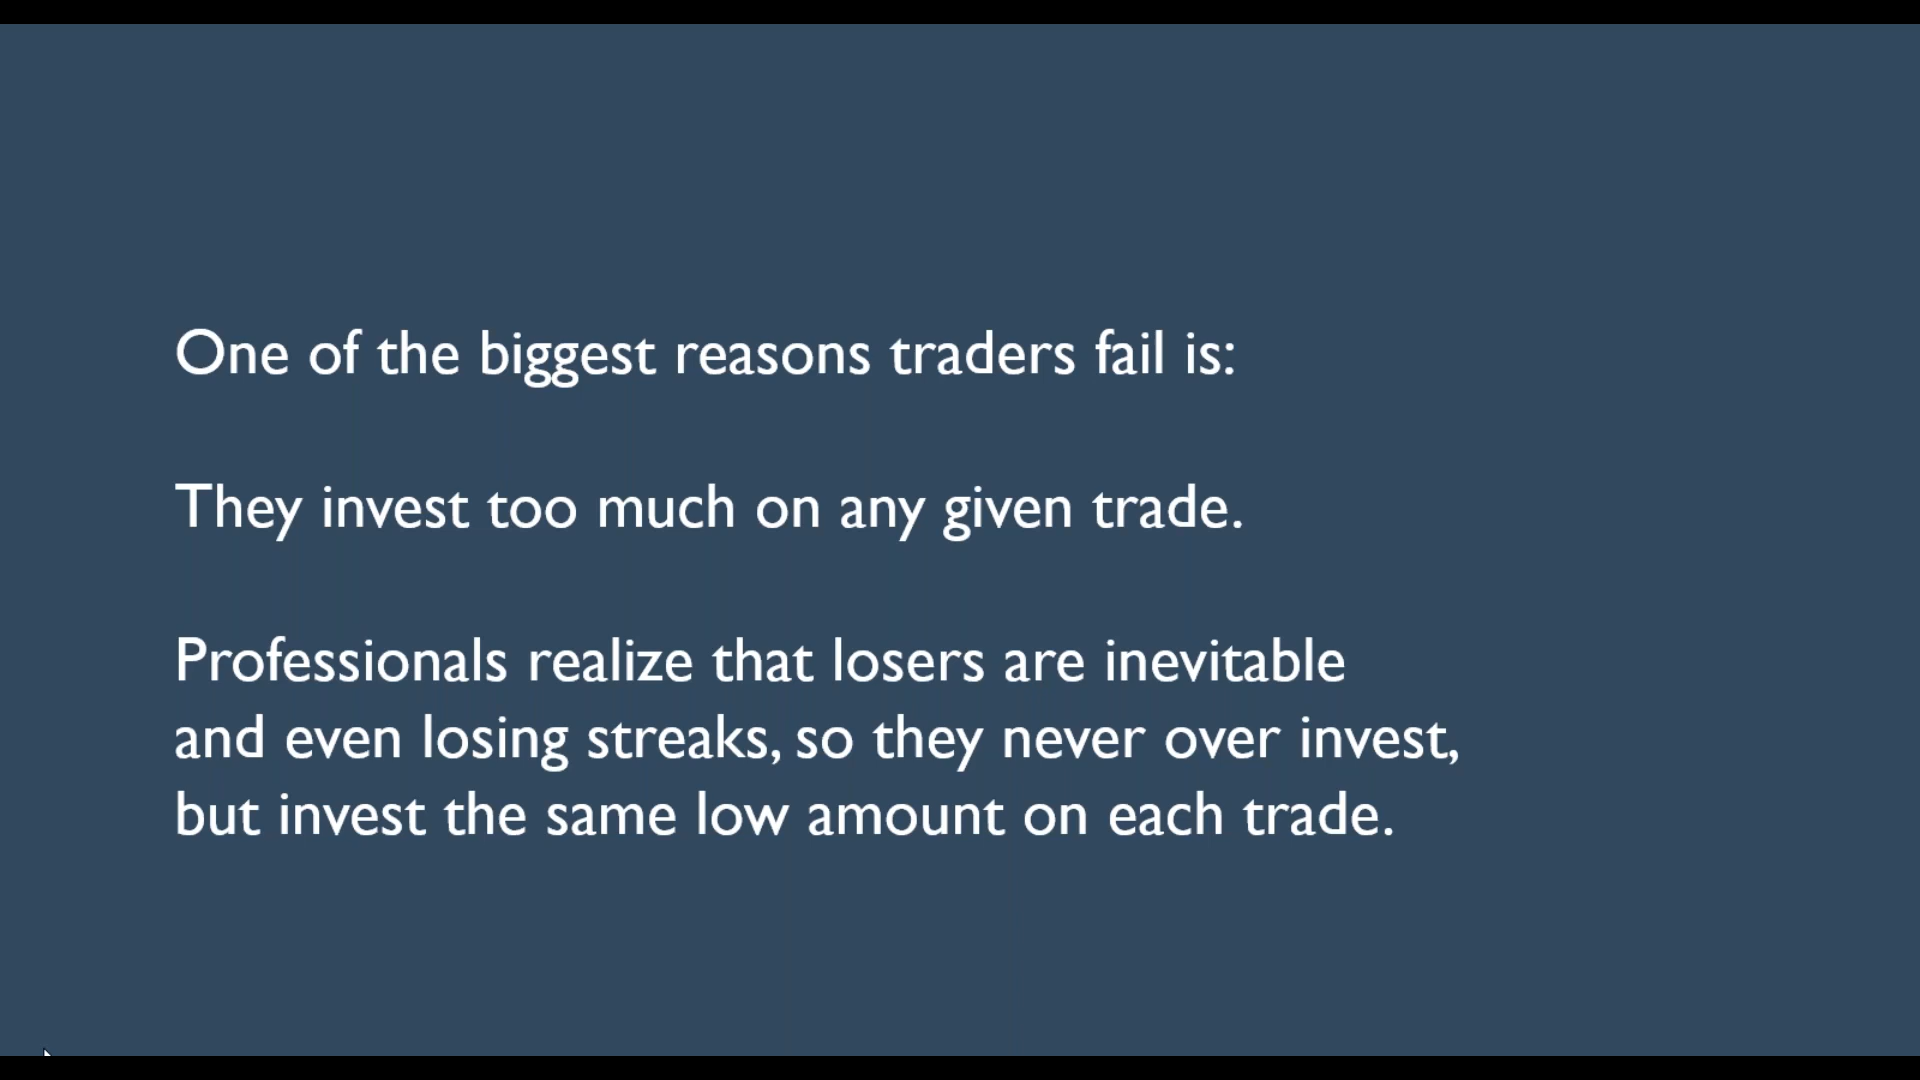 One of the biggest reasons traders fail is:
They invest too much on any given trade.
Professionals realize that losers are inevitable
and even losing streaks, so they never over invest,
but invest the same low amount on each trade.